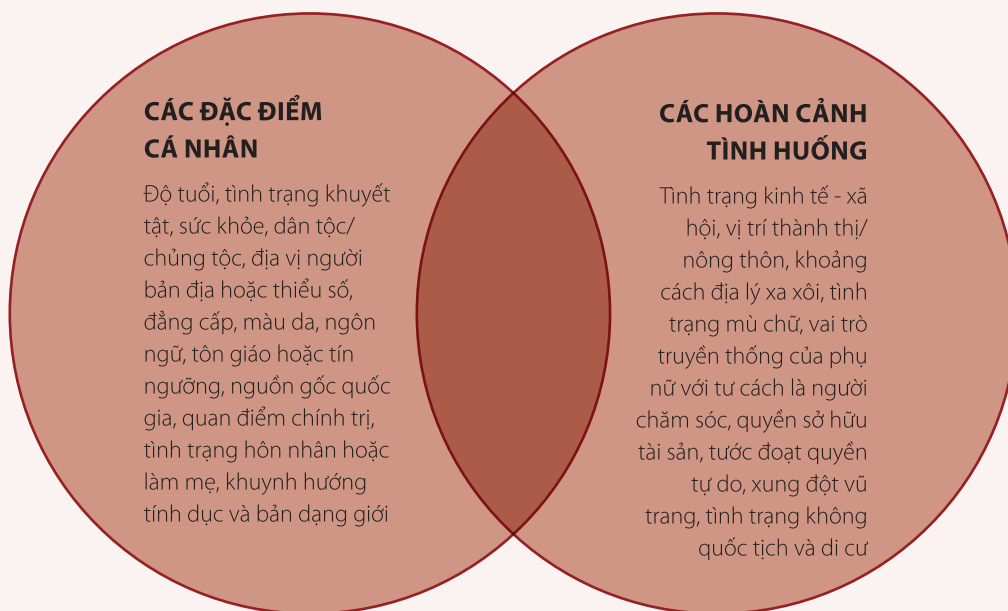 CÁC ĐẶC ĐIỂM
CÁ NHÂN
Độ tuổi, tình trạng khuyết
tật, sức khỏe, dân tộc/
chủng tộc, địa vị người
bản địa hoặc thiểu số,
đẳng cấp, màu da, ngôn
ngữ, tôn giáo hoặc tín
ngưỡng, nguồn gốc quốc
gia, quan điểm chính trị,
tình trạng hôn nhân hoặc
làm mẹ, khuynh hướng
tính dục và bản dạng giới
CÁC HOÀN CẢNH
TÌNH HUỐNG
Tình trạng kinh tế - xã
hội, vị trí thành thị/
nông thôn, khoảng
cách địa lý xa xôi, tình
trạng mù chữ, vai trò
truyền thống của phụ
nữ với tư cách là người
chăm sóc, quyền sở hữu
tài sản, tước đoạt quyền
tự do, xung đột vũ
trang, tình trạng không
quốc tịch và di cư